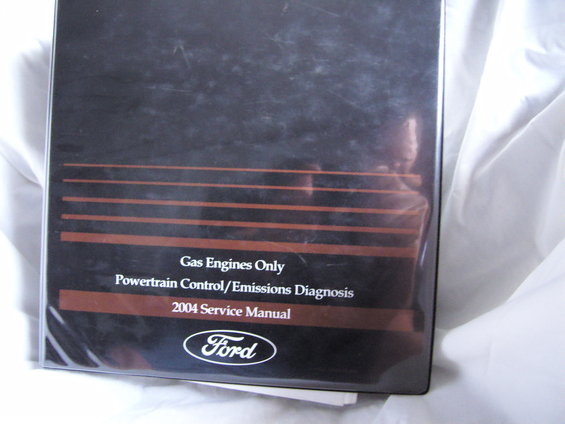 Gas Engines Only
Powertrain Control/Emissions Diagnosis
2004 Service Manual
Ford